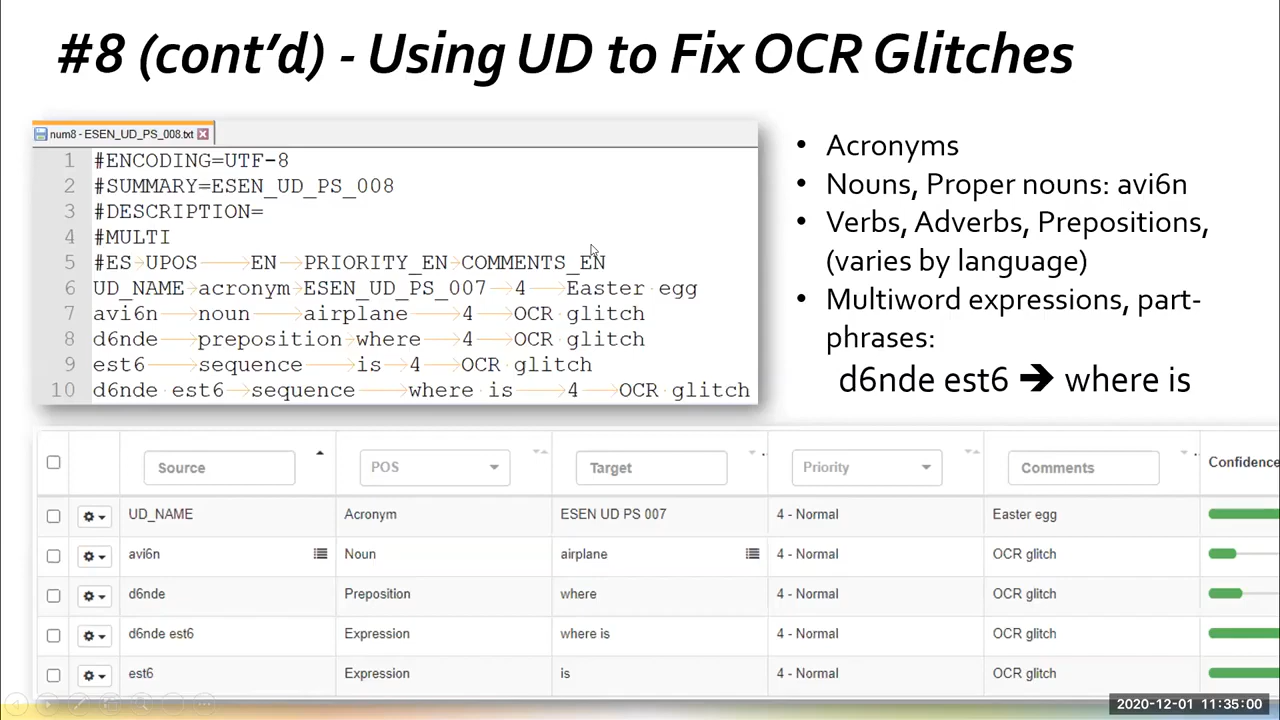 #8 (cont’d) - Using UD to Fix OCR Glitches
num8 - ESEN_UD_PS_008.txt
1 #ENCODING=UTF-8
2 #SUMMARY=ESEN_UD_PS_008
3 #DESCRIPTION=
4 #MULTI
5 #ES UPOS EN PRIORITY_EN COMMENTS_EN
6 UD_NAME acronym ESEN_UD_PS_007 4 Easter egg
7 avi6n noun airplane 4 OCR glitch
8 d6nde preposition where 4 OCR glitch
9 est6 sequence is 4 OCR glitch
10 d6nde est6 sequence where is 4 OCR glitch
• Acronyms
• Nouns, Proper nouns: avi6n
• Verbs, Adverbs, Prepositions,
(varies by language)
• Multiword expressions, part-
phrases:
d6nde est6 ➔ where is
Source POS Target Priority Comments Confidence
UD_NAME Acronym ESEN UD PS 007 4 - Normal Easter egg
avi6n Noun airplane 4 - Normal OCR glitch
d6nde Preposition where 4 - Normal OCR glitch
d6nde est6 Expression where is 4 - Normal OCR glitch
est6 Expression is 4 - Normal OCR glitch
2020-12-01 11:35:00